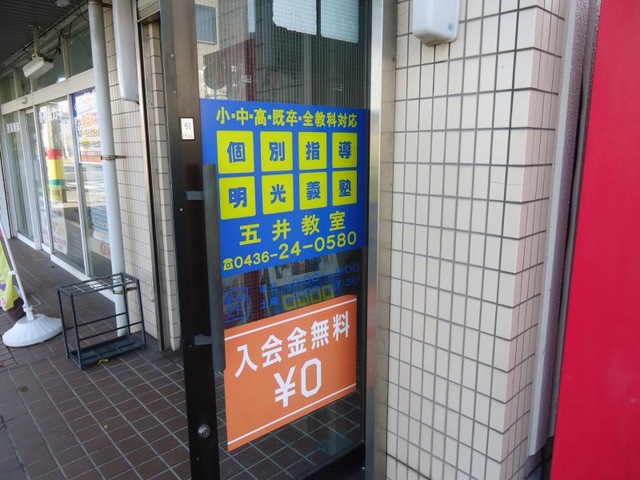 引
小・中・高・既卒・全教科対応
個別指導
明光義塾
五井教室
☎0436-24-0580
入会金無料
¥0